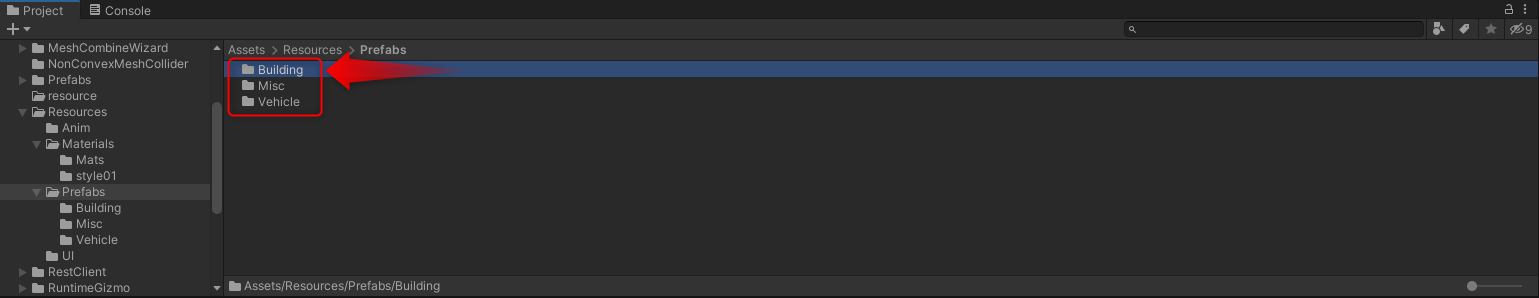 Project
Console
9
MeshCombineWizard
NonConvexMeshCollider
Prefabs
resource
Resources
Anim
Materials
Mats
style01
Prefabs
Building
Misc
Vehicle
UI
RestClient
RuntimeGizmo
Assets > Resources > Prefabs
Building
Misc
Vehicle
Assets/Resources/Prefabs/Building